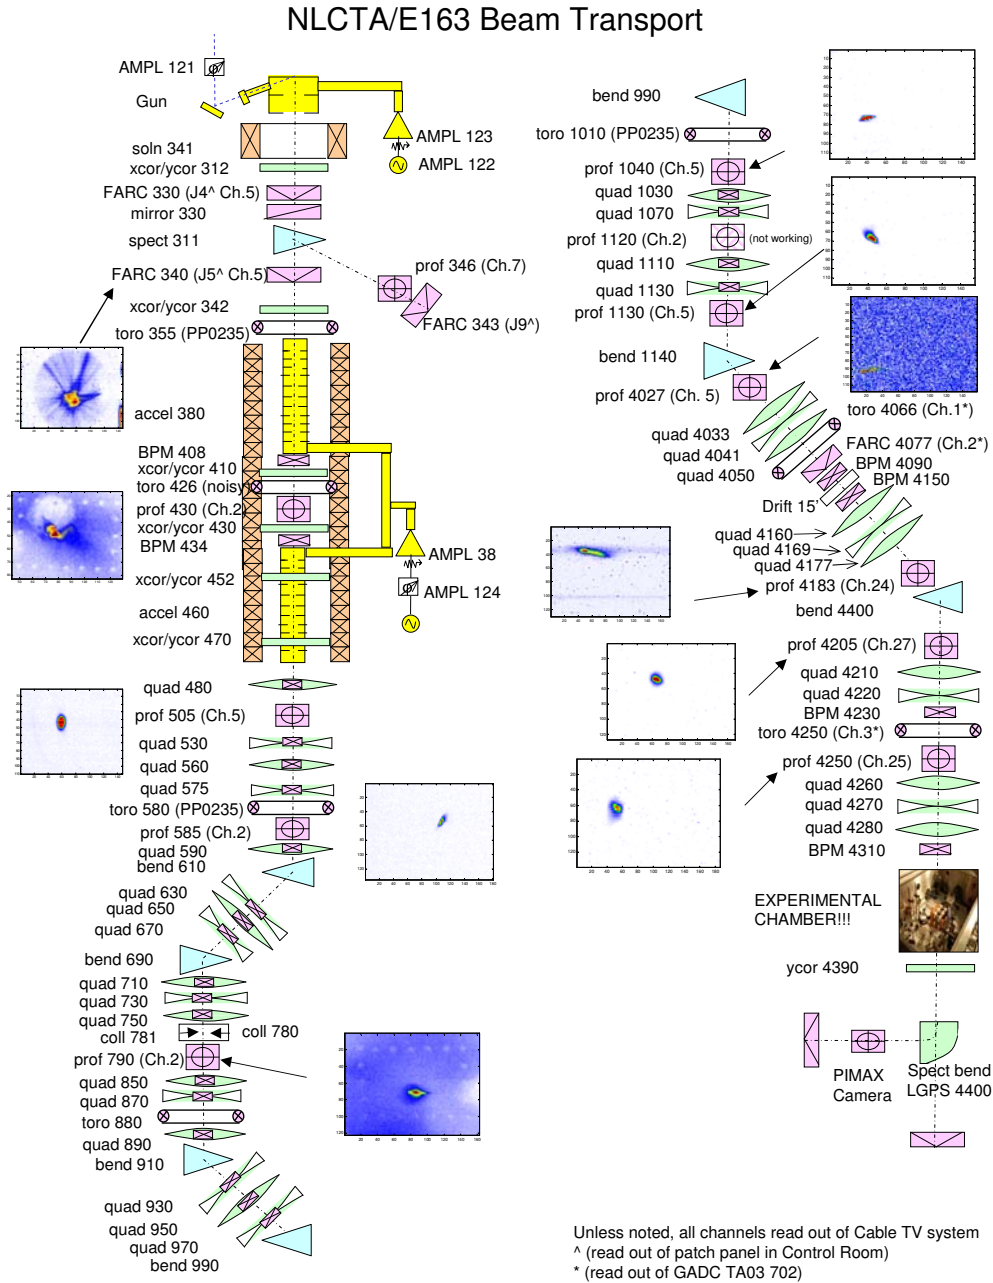 NLCTA/E163 Beam Transport
AMPL 121
Gun
AMPL 123
AMPL 122
soln 341
xcor/ycor 312
FARC 330 (J4^ Ch.5)
mirror 330
spect 311
prof 346 (Ch.7)
FARC 340 (J5^ Ch.5)
FARC 343 (J9^)
xcor/ycor 342
toro 355 (PP0235)
accel 380
BPM 408
xcor/ycor 410
toro 426 (noisy)
prof 430 (Ch.2)
xcor/ycor 430
BPM 434
AMPL 38
AMPL 124
xcor/ycor 452
accel 460
xcor/ycor 470
quad 480
prof 505 (Ch.5)
quad 530
quad 560
quad 575
toro 580 (PP0235)
prof 585 (Ch.2)
quad 590
bend 610
quad 630
quad 650
quad 670
bend 690
quad 710
quad 730
quad 750
coll 781
coll 780
prof 790 (Ch.2)
quad 850
quad 870
toro 880
quad 890
bend 910
quad 930
quad 950
quad 970
bend 990
bend 990
toro 1010 (PP0235)
prof 1040 (Ch.5)
quad 1030
quad 1070
prof 1120 (Ch.2)
(not working)
quad 1110
quad 1130
prof 1130 (Ch.5)
bend 1140
prof 4027 (Ch. 5)
toro 4066 (Ch.1*)
quad 4033
quad 4041
quad 4050
FARC 4077 (Ch.2*)
BPM 4090
BPM 4150
Drift 15'
quad 4160
quad 4169
quad 4177
prof 4183 (Ch.24)
bend 4400
prof 4205 (Ch.27)
quad 4210
quad 4220
BPM 4230
toro 4250 (Ch.3*)
prof 4250 (Ch.25)
quad 4260
quad 4270
quad 4280
BPM 4310
EXPERIMENTAL
CHAMBER!!!
ycor 4390
PIMAX
Camera
Spect bend
LGPS 4400
Unless noted, all channels read out of Cable TV system
^ (read out of patch panel in Control Room)
* (read out of GADC TA03 702)